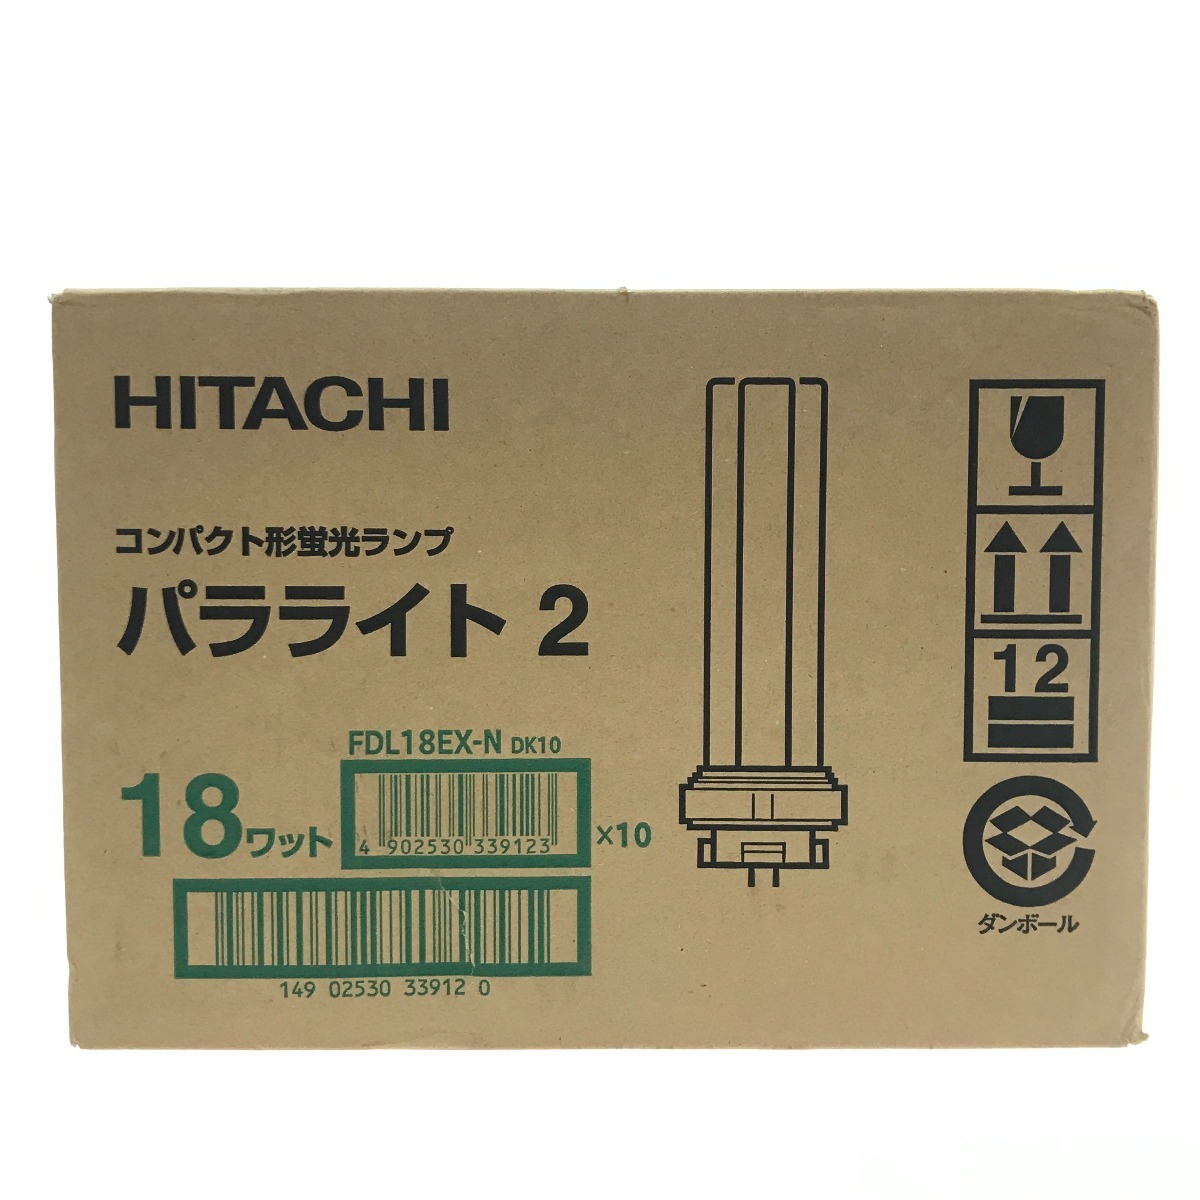 HITACHI
コンパクト形蛍光ランプ
パラライト 2
FDL18EX-N DK10
18ワット
4 902530 339123
×10
149 02530 33912 0
12
ダンボール